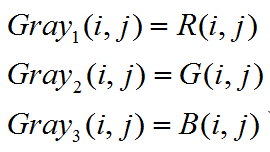 Gray₁(i, j) = R(i, j)
Gray₂(i, j) = G(i, j)
Gray₃(i, j) = B(i, j)